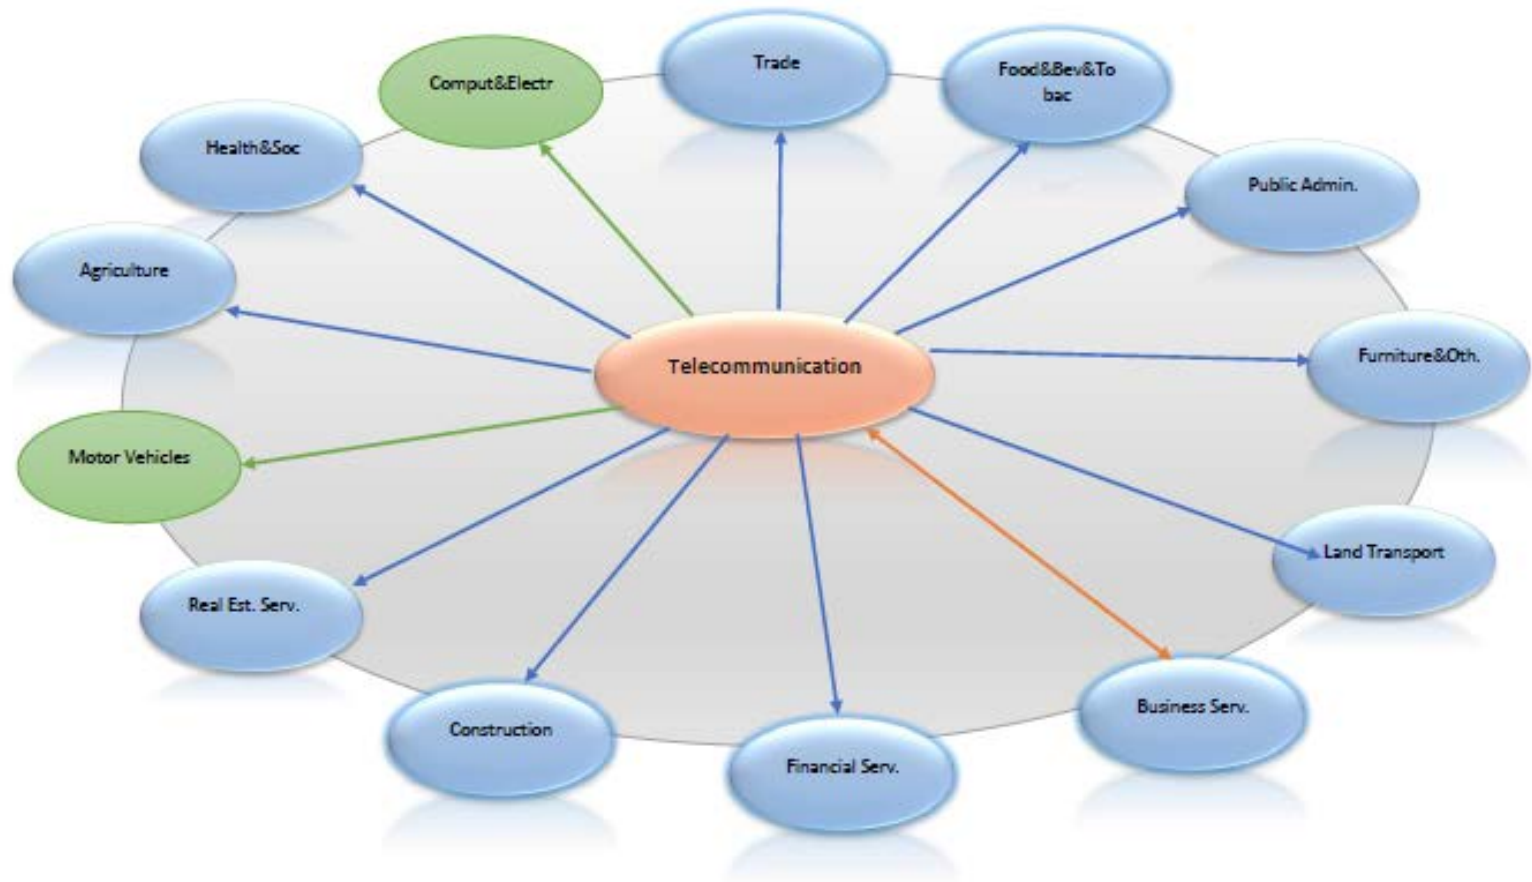 Trade
Food&Bev&To
bac
Comput&Electr
Health&Soc
Public Admin.
Agriculture
Telecommunication
Furniture&Oth.
Motor Vehicles
Land Transport
Real Est. Serv.
Business Serv.
Construction
Financial Serv.